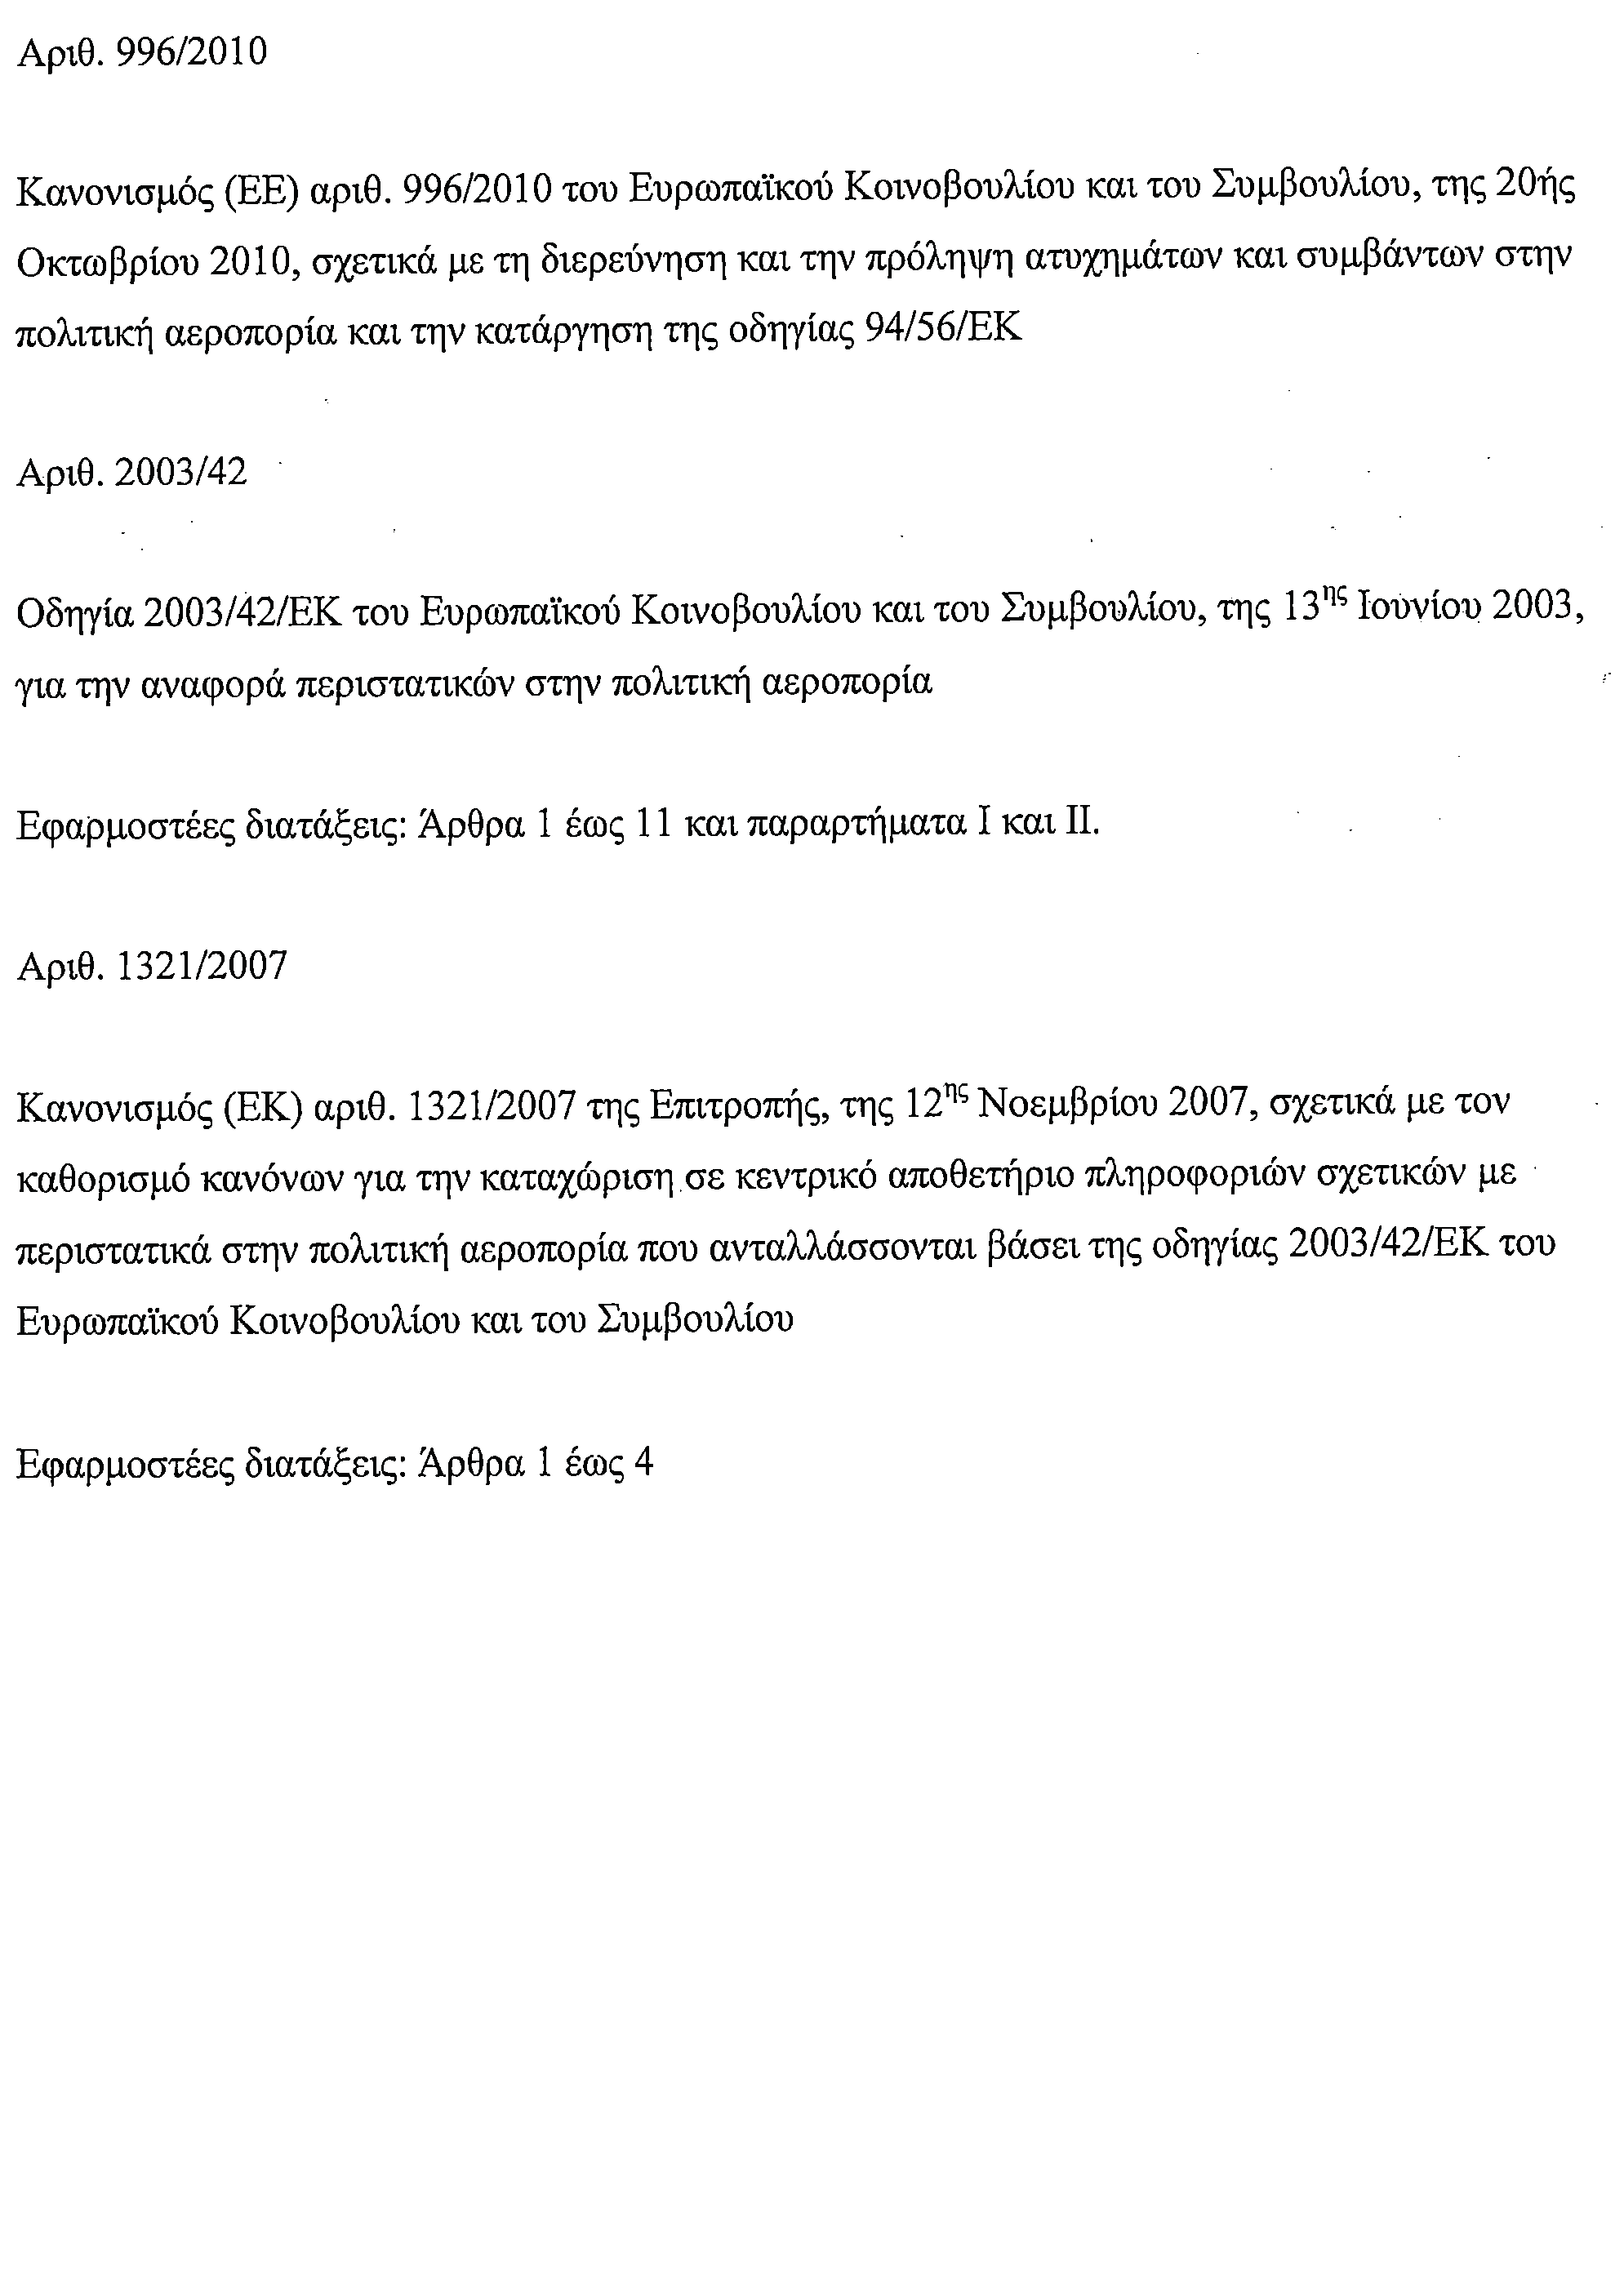 Αριθ. 996/2010
Κανονισμός (ΕΕ) αριθ. 996/2010 του Ευρωπαϊκού Κοινοβουλίου και του Συμβουλίου, της 20ής
Οκτωβρίου 2010, σχετικά με τη διερεύνηση και την πρόληψη ατυχημάτων και συμβάντων στην
πολιτική αεροπορία και την κατάργηση της οδηγίας 94/56/ΕΚ
Αριθ. 2003/42
Οδηγία 2003/42/ΕΚ του Ευρωπαϊκού Κοινοβουλίου και του Συμβουλίου, της 13ης Ιουνίου 2003,
για την αναφορά περιστατικών στην πολιτική αεροπορία
Εφαρμοστέες διατάξεις: Άρθρα 1 έως 11 και παραρτήματα Ι και ΙΙ.
Αριθ. 1321/2007
Κανονισμός (ΕΚ) αριθ. 1321/2007 της Επιτροπής, της 12ης Νοεμβρίου 2007, σχετικά με τον
καθορισμό κανόνων για την καταχώριση σε κεντρικό αποθετήριο πληροφοριών σχετικών με
περιστατικά στην πολιτική αεροπορία που ανταλλάσσονται βάσει της οδηγίας 2003/42/ΕΚ του
Ευρωπαϊκού Κοινοβουλίου και του Συμβουλίου
Εφαρμοστέες διατάξεις: Άρθρα 1 έως 4